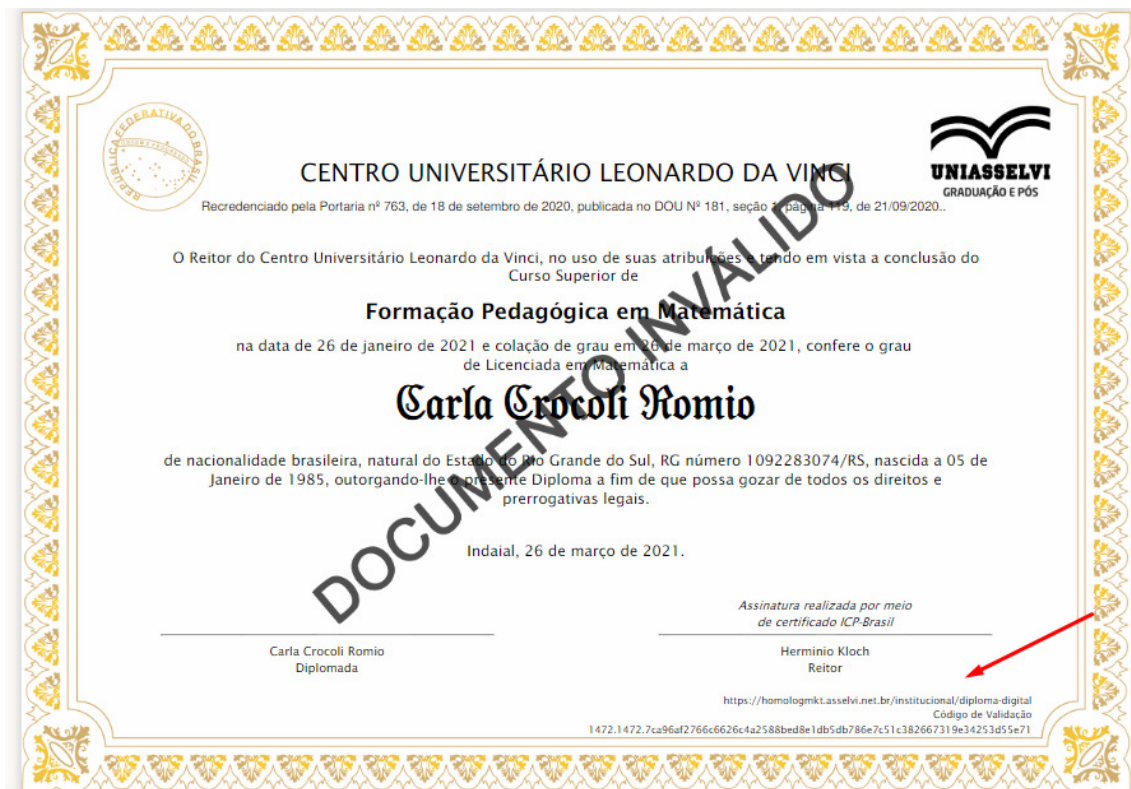 REPÚBLICA FEDERATIVA DO BRASIL
ORDEM E PROGRESSO
UNIASSELVI
GRADUAÇÃO E PÓS
CENTRO UNIVERSITÁRIO LEONARDO DA VINCI
Recredenciado pela Portaria nº 763, de 18 de setembro de 2020, publicada no DOU Nº 181, seção 1, página 119, de 21/09/2020..
O Reitor do Centro Universitário Leonardo da Vinci, no uso de suas atribuições e tendo em vista a conclusão do
Curso Superior de
Formação Pedagógica em Matemática
na data de 26 de janeiro de 2021 e colação de grau em 26 de março de 2021, confere o grau
de Licenciada em Matemática a
Carla Crocoli Romio
de nacionalidade brasileira, natural do Estado do Rio Grande do Sul, RG número 1092283074/RS, nascida a 05 de
Janeiro de 1985, outorgando-lhe o presente Diploma a fim de que possa gozar de todos os direitos e
prerrogativas legais.
DOCUMENTO INVÁLIDO
Indaial, 26 de março de 2021.
Assinatura realizada por meio
de certificado ICP-Brasil
Carla Crocoli Romio
Diplomada
Herminio Kloch
Reitor
https://homologmkt.asselvi.net.br/institucional/diploma-digital
Código de Validação
1472.1472.7ca96af2766c6626c4a2588bed8e1db5db786e7c51c382667319e34253d55e71